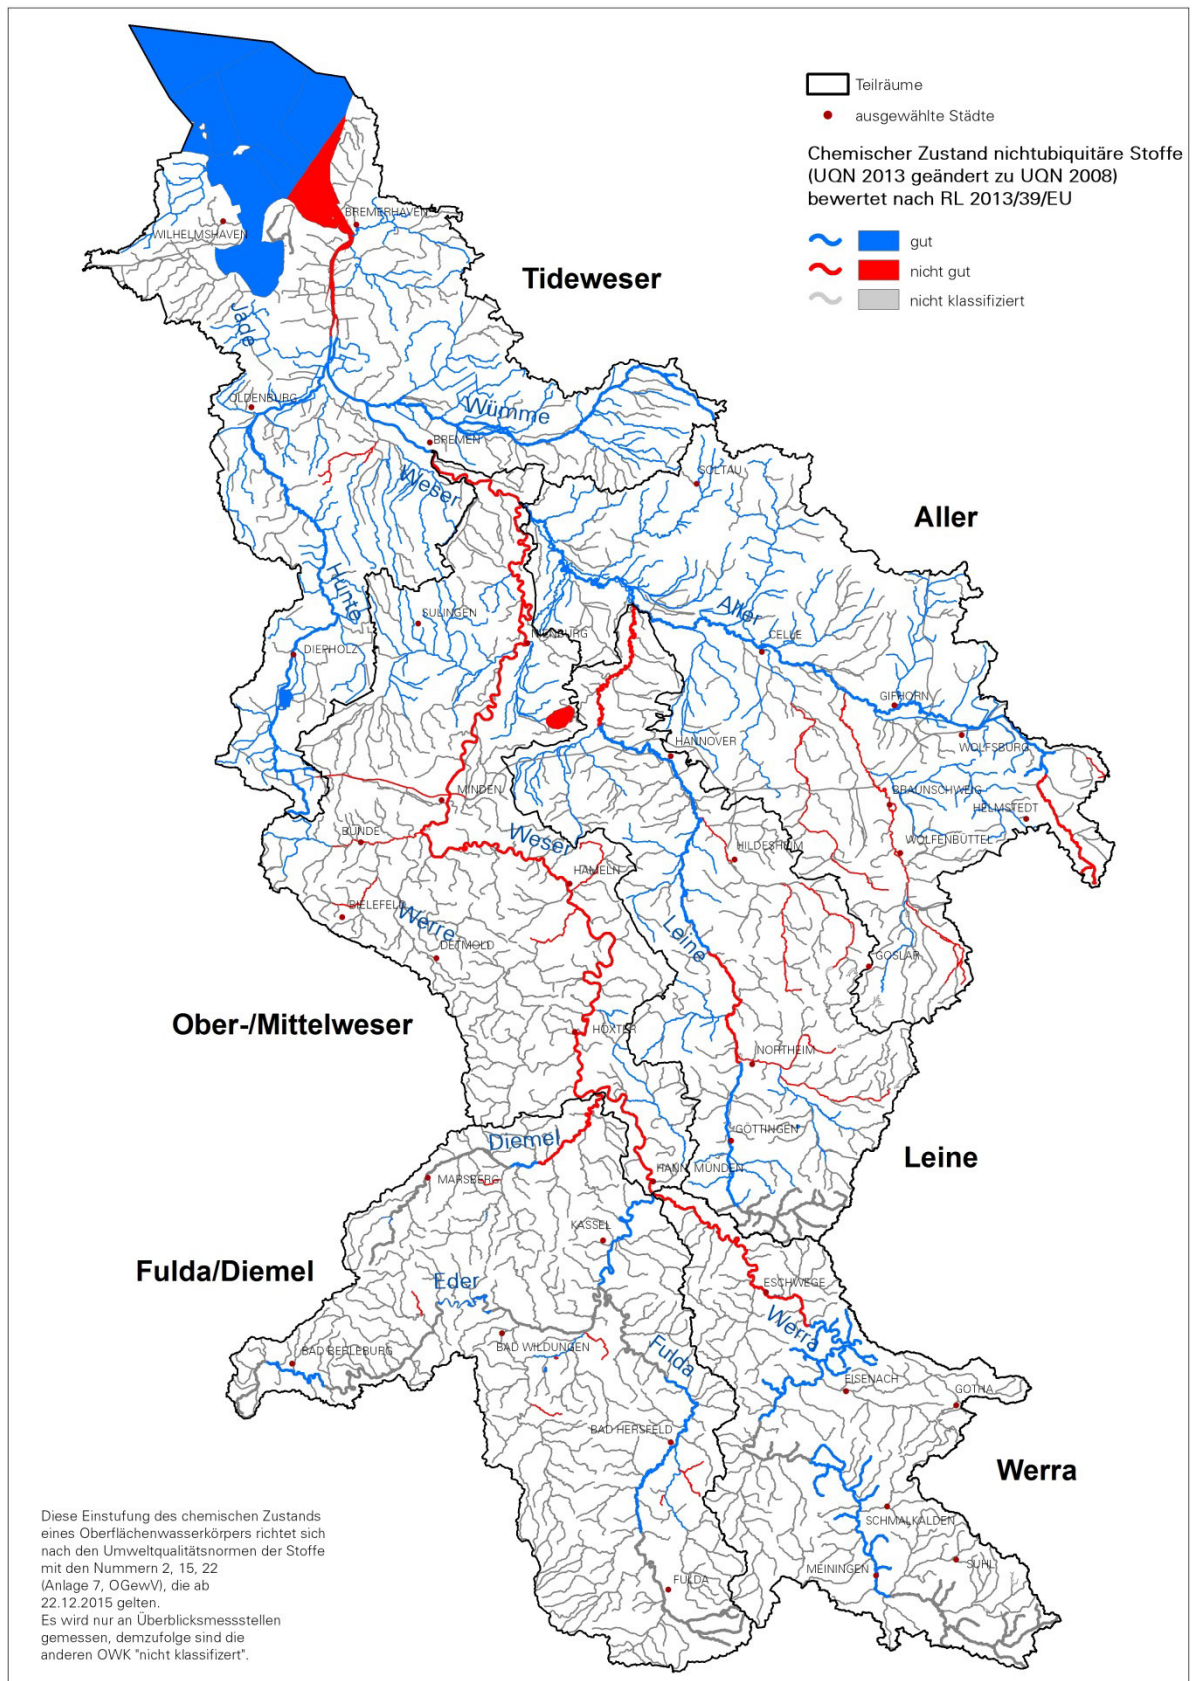 Teilräume
ausgewählte Städte
Chemischer Zustand nichtubiquitäre Stoffe
(UQN 2013 geändert zu UQN 2008)
bewertet nach RL 2013/39/EU
gut
nicht gut
nicht klassifiziert
BREMERHAVEN
WILHELMSHAVEN
Tideweser
Jade
OLDENBURG
Wümme
BREMEN
Weser
SOLTAU
Aller
Hunte
SULINGEN
Aller
NIENBURG
CELLE
DIEPHOLZ
GIFHORN
HANNOVER
WOLFSBURG
MINDEN
BRAUNSCHWEIG
HELMSTEDT
BÜNDE
Weser
HILDESHEIM
WOLFENBÜTTEL
HAMELN
BIELEFELD
Werre
Leine
DETMOLD
GOSLAR
Ober-/Mittelweser
HÖXTER
NORTHEIM
Diemel
GÖTTINGEN
Leine
MARSBERG
HANN. MÜNDEN
KASSEL
Fulda/Diemel
Eder
ESCHWEGE
Werra
BAD BERLEBURG
BAD WILDUNGEN
Fulda
EISENACH
GOTHA
BAD HERSFELD
Werra
SCHMALKALDEN
MEININGEN
SUHL
FULDA
Diese Einstufung des chemischen Zustands
eines Oberflächenwasserkörpers richtet sich
nach den Umweltqualitätsnormen der Stoffe
mit den Nummern 2, 15, 22
(Anlage 7, OGewV), die ab
22.12.2015 gelten.
Es wird nur an Überblicksmessstellen
gemessen, demzufolge sind die
anderen OWK "nicht klassifizert".